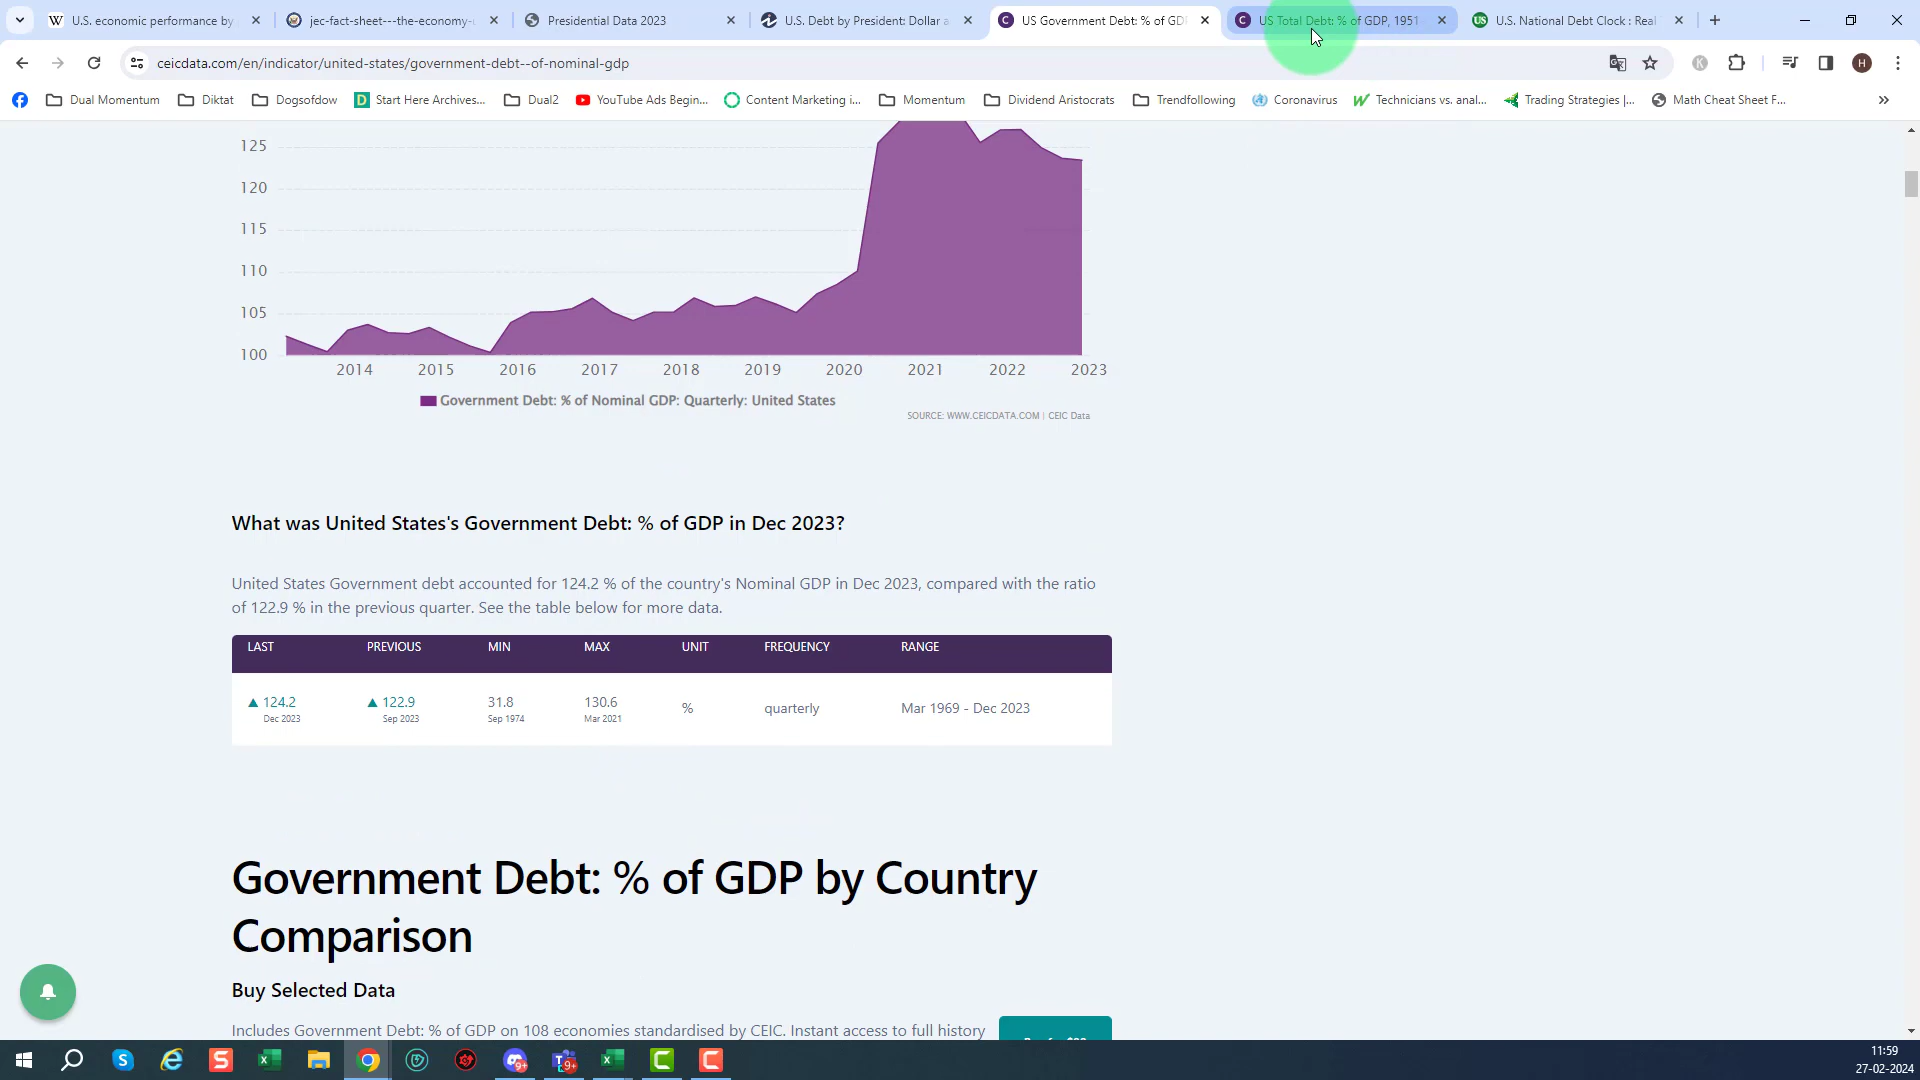 U.S. economic performance by
jec-fact-sheet---the-economy-u
Presidential Data 2023
U.S. Debt by President: Dollar a
US Government Debt: % of GDP
US Total Debt: % of GDP, 1951
U.S. National Debt Clock : Real
ceicdata.com/en/indicator/united-states/government-debt--of-nominal-gdp
K
H
Dual Momentum
Diktat
Dogsofdow
Start Here Archives...
Dual2
YouTube Ads Begin...
Content Marketing i...
Momentum
Dividend Aristocrats
Trendfollowing
Coronavirus
Technicians vs. anal...
Trading Strategies |...
Math Cheat Sheet F...
125
120
115
110
105
100
2014 2015 2016 2017 2018 2019 2020 2021 2022 2023
Government Debt: % of Nominal GDP: Quarterly: United States
SOURCE: WWW.CEICDATA.COM | CEIC Data
What was United States's Government Debt: % of GDP in Dec 2023?
United States Government debt accounted for 124.2 % of the country's Nominal GDP in Dec 2023, compared with the ratio
of 122.9 % in the previous quarter. See the table below for more data.
LAST PREVIOUS MIN MAX UNIT FREQUENCY RANGE
124.2 122.9 31.8 130.6 % quarterly Mar 1969 - Dec 2023
Dec 2023 Sep 2023 Sep 1974 Mar 2021
Government Debt: % of GDP by Country
Comparison
Buy Selected Data
Includes Government Debt: % of GDP on 108 economies standardised by CEIC. Instant access to full history
11:59
27-02-2024